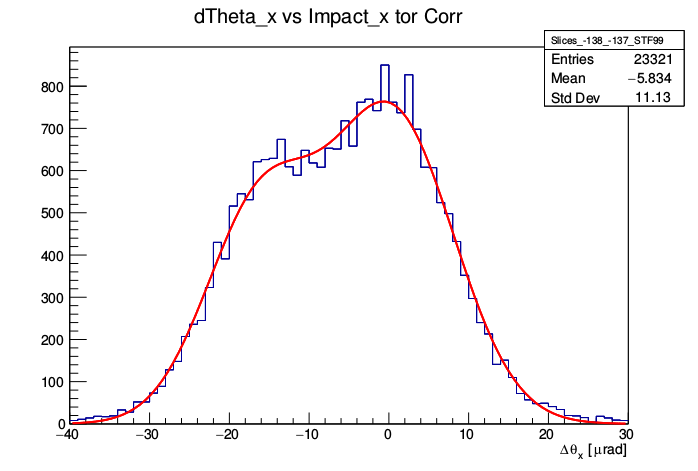 dTheta_x vs Impact_x tor Corr
Slices_-138_-137_STF99
Entries 23321
Mean −5.834
Std Dev 11.13
800
700
600
500
400
300
200
100
0
−40 −30 −20 −10 0 10 20 30
Δθx [μrad]